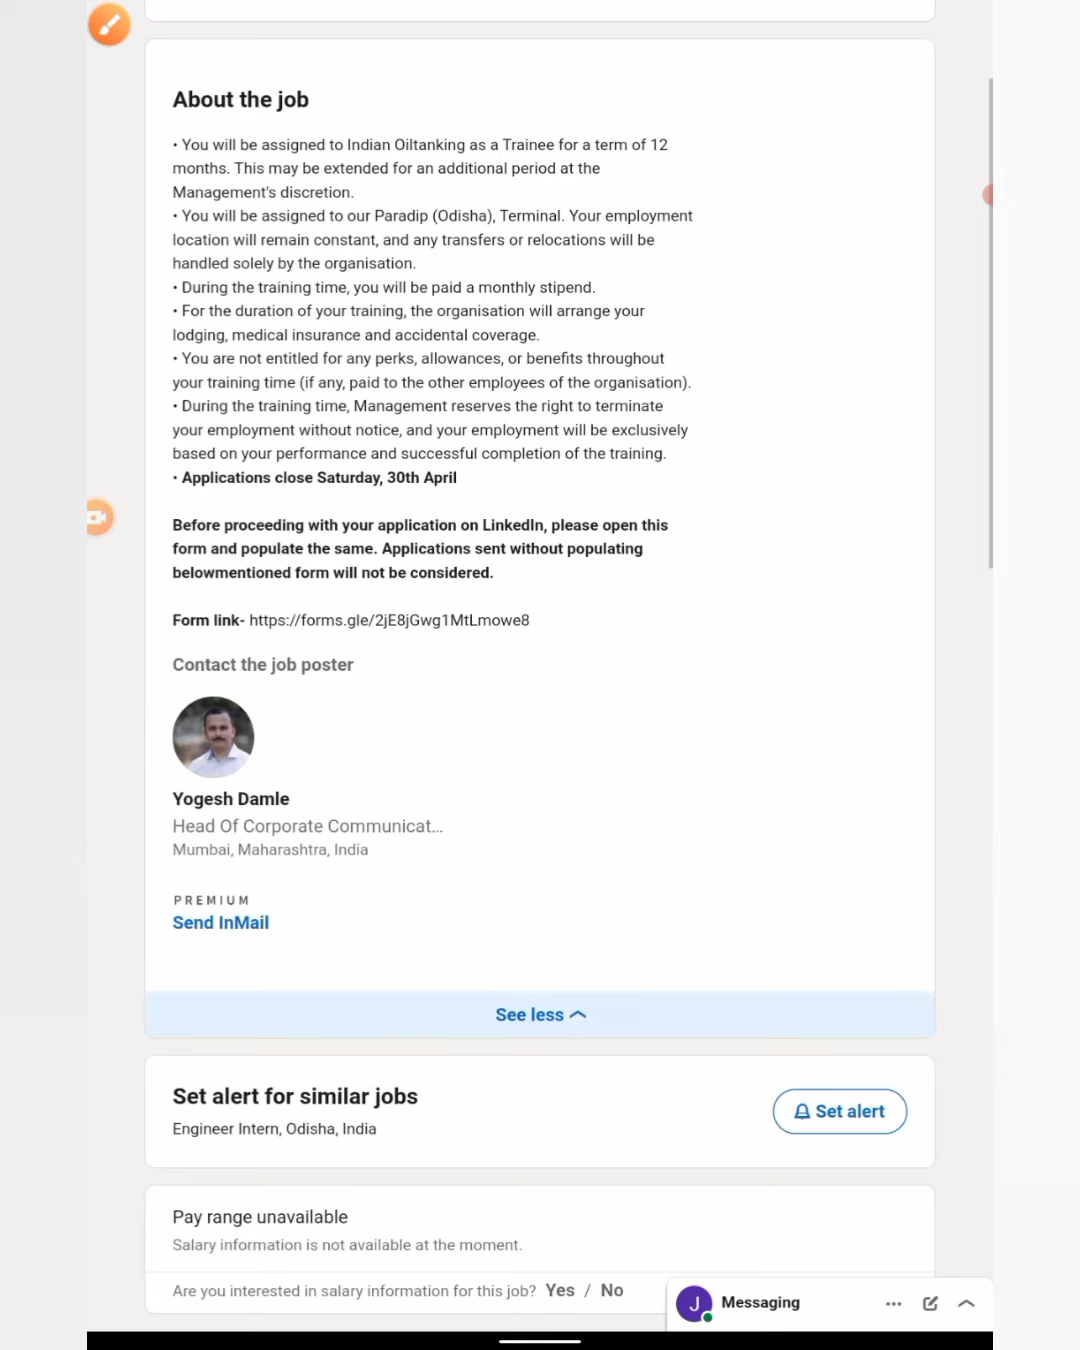 About the job
• You will be assigned to Indian Oiltanking as a Trainee for a term of 12
months. This may be extended for an additional period at the
Management's discretion.
• You will be assigned to our Paradip (Odisha), Terminal. Your employment
location will remain constant, and any transfers or relocations will be
handled solely by the organisation.
• During the training time, you will be paid a monthly stipend.
• For the duration of your training, the organisation will arrange your
lodging, medical insurance and accidental coverage.
• You are not entitled for any perks, allowances, or benefits throughout
your training time (if any, paid to the other employees of the organisation).
• During the training time, Management reserves the right to terminate
your employment without notice, and your employment will be exclusively
based on your performance and successful completion of the training.
• Applications close Saturday, 30th April
Before proceeding with your application on LinkedIn, please open this
form and populate the same. Applications sent without populating
belowmentioned form will not be considered.
Form link- https://forms.gle/2jE8jGwg1MtLmowe8
Contact the job poster
Yogesh Damle
Head Of Corporate Communicat...
Mumbai, Maharashtra, India
PREMIUM
Send InMail
See less
Set alert for similar jobs
Engineer Intern, Odisha, India
Set alert
Pay range unavailable
Salary information is not available at the moment.
Are you interested in salary information for this job? Yes / No
J Messaging